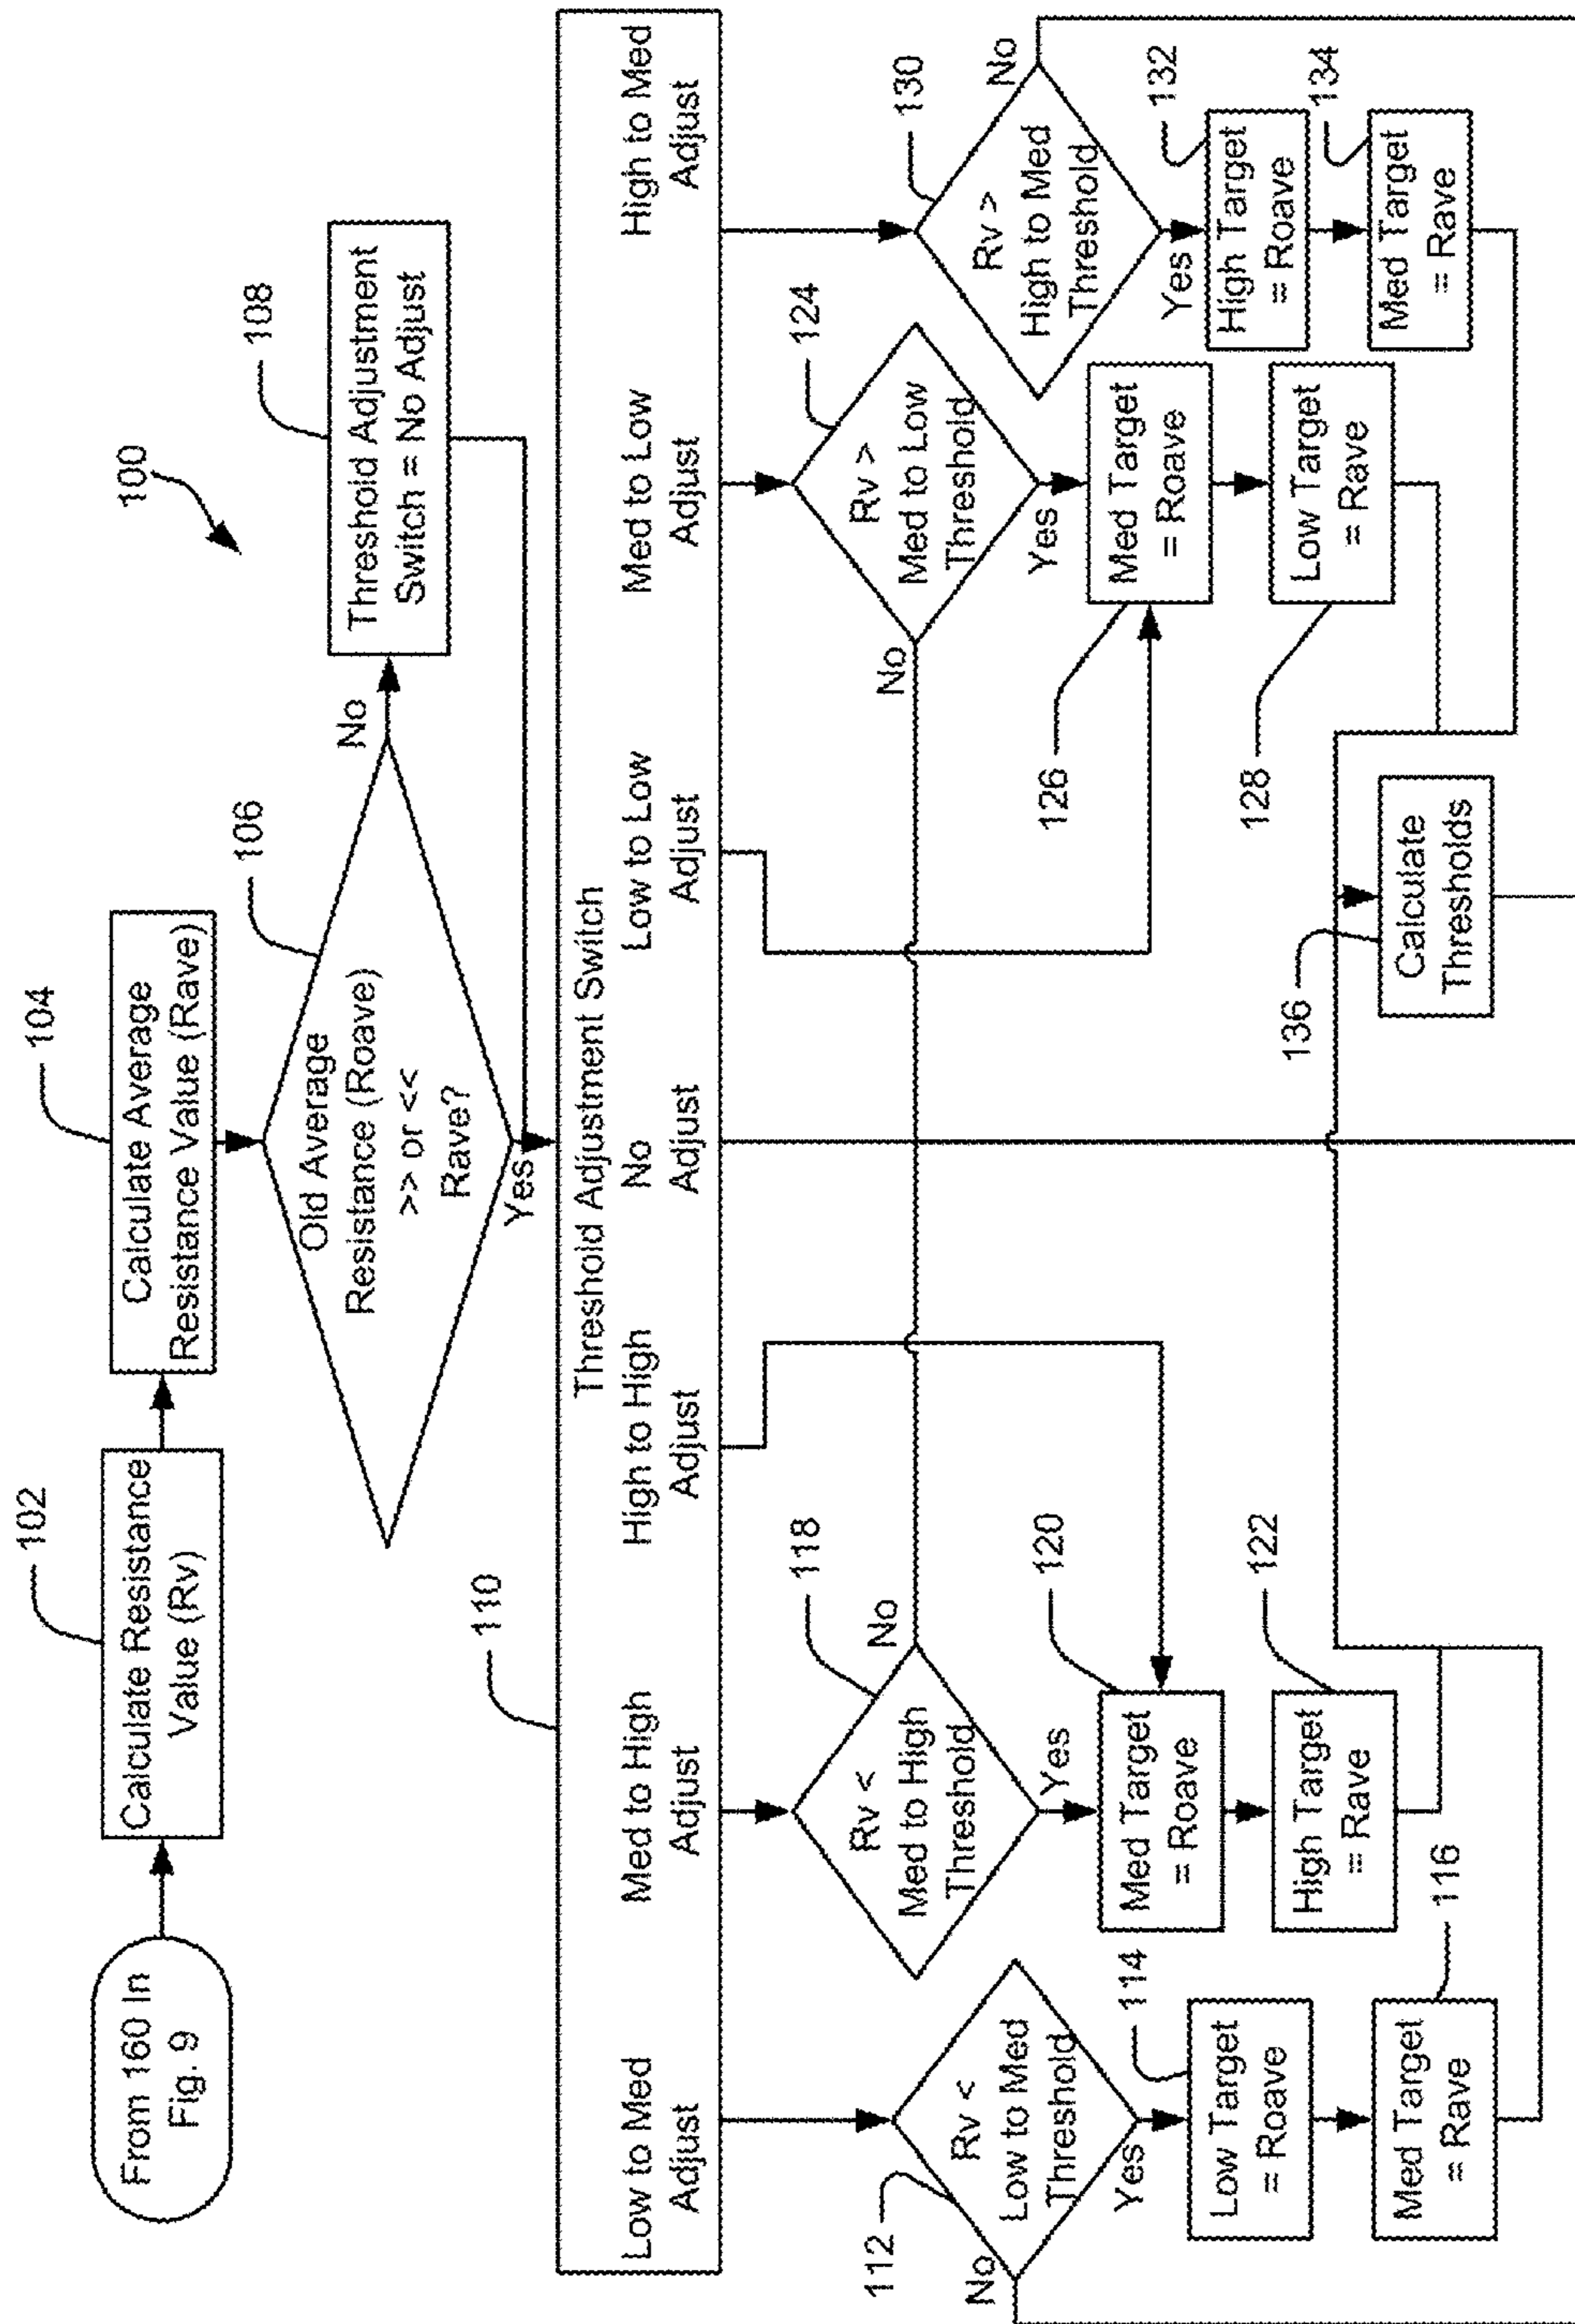 100
From 160 In
Fig. 9
102
Calculate Resistance
Value (Rv)
104
Calculate Average
Resistance Value (Rave)
106
Old Average
Resistance (Roave)
>> or <<
Rave?
No
Yes
108
Threshold Adjustment
Switch = No Adjust
110
Threshold Adjustment Switch
Low to Med
Adjust
Med to High
Adjust
High to High
Adjust
No
Adjust
Low to Low
Adjust
Med to Low
Adjust
High to Med
Adjust
112
Rv <
Low to Med
Threshold
No
Yes
114
Low Target
= Roave
116
Med Target
= Rave
118
Rv <
Med to High
Threshold
No
Yes
120
Med Target
= Roave
122
High Target
= Rave
124
Rv >
Med to Low
Threshold
No
Yes
126
Med Target
= Roave
128
Low Target
= Rave
130
Rv >
High to Med
Threshold
No
Yes
132
High Target
= Roave
134
Med Target
= Rave
136
Calculate
Thresholds